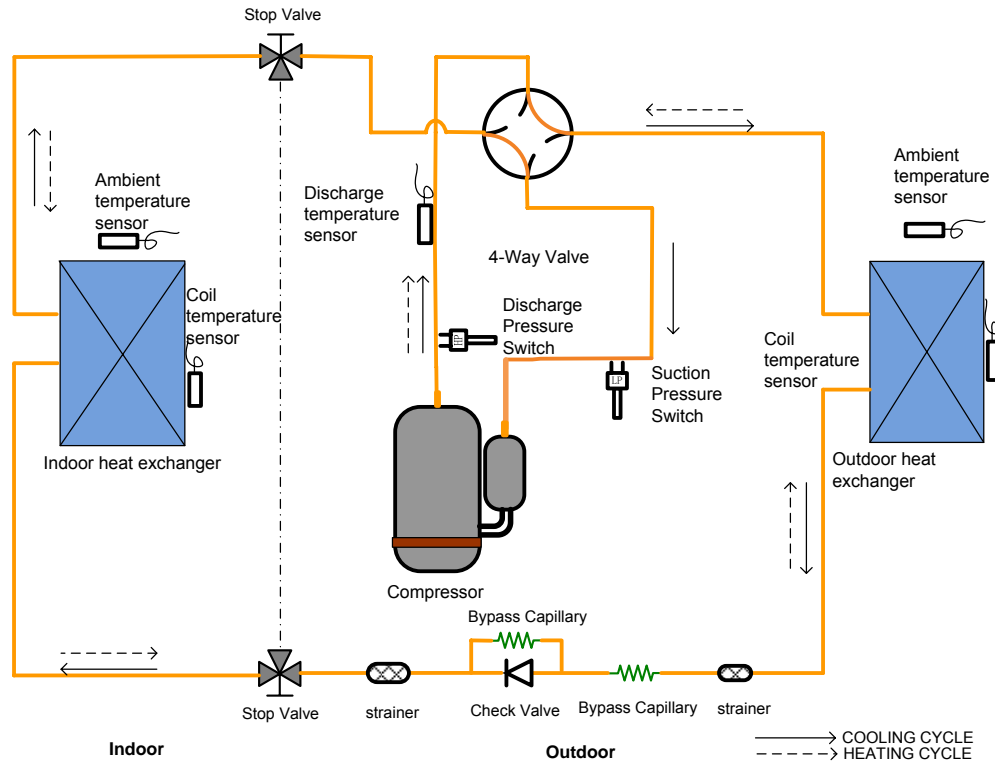 Stop Valve
Ambient
temperature
sensor
Discharge
temperature
sensor
Ambient
temperature
sensor
4-Way Valve
Coil
temperature
sensor
HP
Discharge
Pressure
Switch
LP
Suction
Pressure
Switch
Coil
temperature
sensor
Indoor heat exchanger
Outdoor heat
exchanger
Compressor
Bypass Capillary
Stop Valve
strainer
Check Valve
Bypass Capillary
strainer
Indoor
Outdoor
COOLING CYCLE
HEATING CYCLE